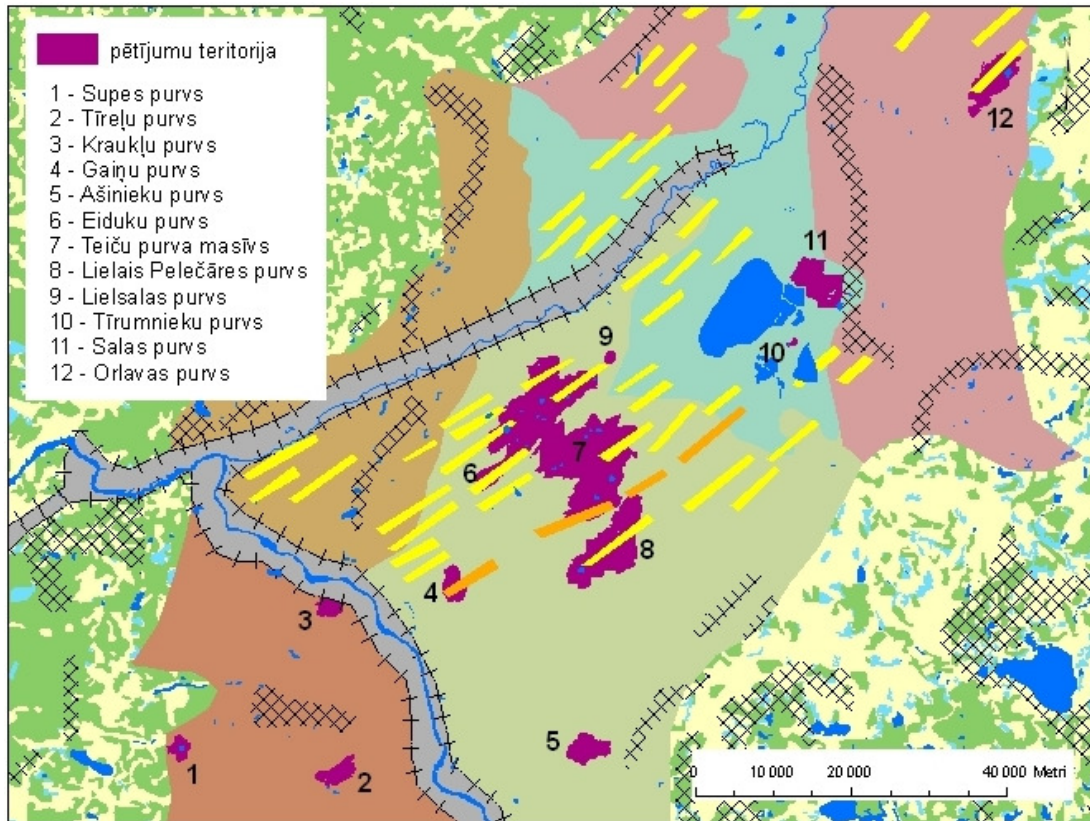 pētījumu teritorija
1 - Supes purvs
2 - Tīreļu purvs
3 - Kraukļu purvs
4 - Gaiņu purvs
5 - Ašinieku purvs
6 - Eiduku purvs
7 - Teiču purva masīvs
8 - Lielais Pelečāres purvs
9 - Lielsalas purvs
10 - Tīrumnieku purvs
11 - Salas purvs
12 - Orlavas purvs
N
12
11
9
10
7
6
8
4
3
5
1
2
0 10 000 20 000 40 000 Metri